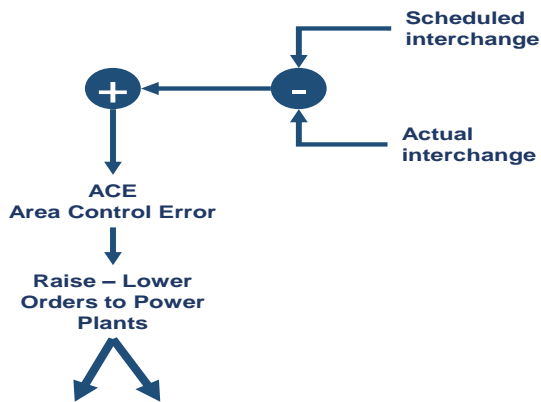 Scheduled
interchange
+
-
Actual
interchange
ACE
Area Control Error
Raise – Lower
Orders to Power
Plants